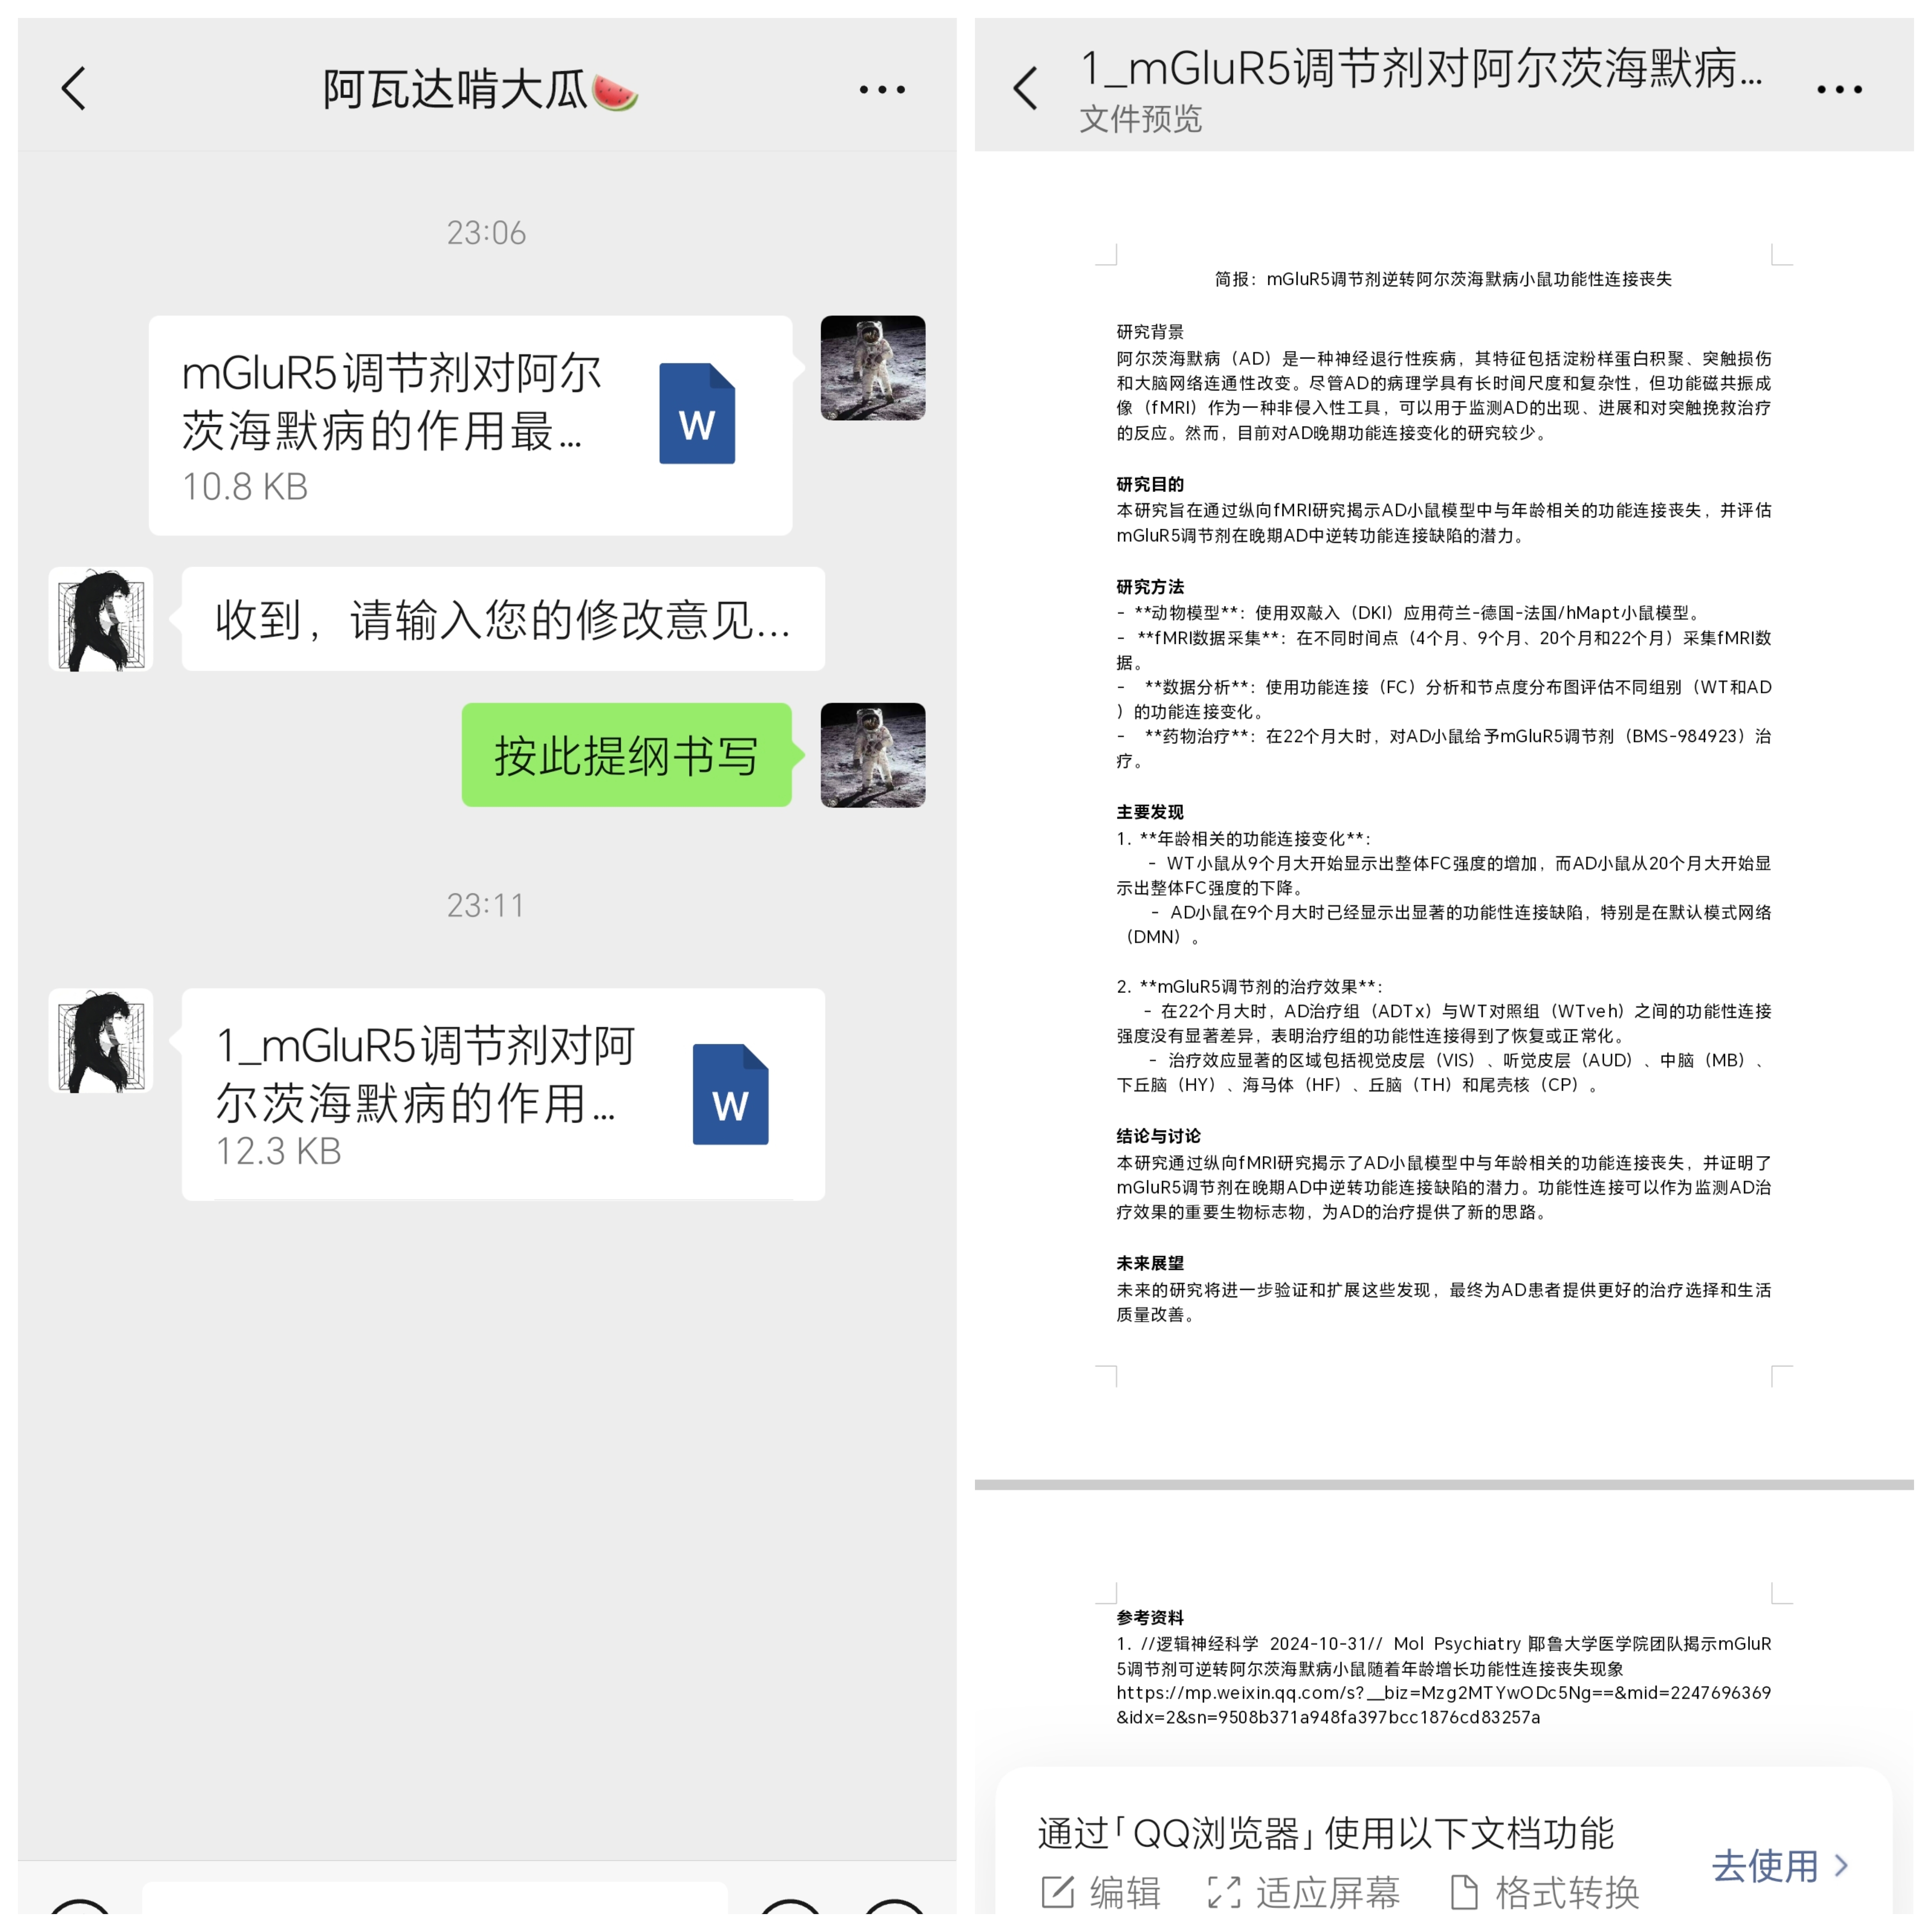 阿瓦达啃大瓜🍉
23:06
mGluR5调节剂对阿尔
茨海默病的作用最...
10.8 KB
W
收到，请输入您的修改意见...
按此提纲书写
23:11
1_mGluR5调节剂对阿
尔茨海默病的作用...
12.3 KB
W
1_mGluR5调节剂对阿尔茨海默病...
文件预览
简报：mGluR5调节剂逆转阿尔茨海默病小鼠功能性连接丧失
研究背景
阿尔茨海默病（AD）是一种神经退行性疾病，其特征包括淀粉样蛋白积聚、突触损伤
和大脑网络连通性改变。尽管AD的病理学具有长时间尺度和复杂性，但功能磁共振成
像（fMRI）作为一种非侵入性工具，可以用于监测AD的出现、进展和对突触挽救治疗
的反应。然而，目前对AD晚期功能连接变化的研究较少。
研究目的
本研究旨在通过纵向fMRI研究揭示AD小鼠模型中与年龄相关的功能连接丧失，并评估
mGluR5调节剂在晚期AD中逆转功能连接缺陷的潜力。
研究方法
- **动物模型**：使用双敲入（DKI）应用荷兰-德国-法国/hMapt小鼠模型。
- **fMRI数据采集**：在不同时间点（4个月、9个月、20个月和22个月）采集fMRI数
据。
- **数据分析**：使用功能连接（FC）分析和节点度分布图评估不同组别（WT和AD
）的功能连接变化。
- **药物治疗**：在22个月大时，对AD小鼠给予mGluR5调节剂（BMS-984923）治
疗。
主要发现
1. **年龄相关的功能连接变化**：
- WT小鼠从9个月大开始显示出整体FC强度的增加，而AD小鼠从20个月大开始显
示出整体FC强度的下降。
- AD小鼠在9个月大时已经显示出显著的功能性连接缺陷，特别是在默认模式网络
（DMN）。
2. **mGluR5调节剂的治疗效果**：
- 在22个月大时，AD治疗组（ADTx）与WT对照组（WTveh）之间的功能性连接
强度没有显著差异，表明治疗组的功能性连接得到了恢复或正常化。
- 治疗效应显著的区域包括视觉皮层（VIS）、听觉皮层（AUD）、中脑（MB）、
下丘脑（HY）、海马体（HF）、丘脑（TH）和尾壳核（CP）。
结论与讨论
本研究通过纵向fMRI研究揭示了AD小鼠模型中与年龄相关的功能连接丧失，并证明了
mGluR5调节剂在晚期AD中逆转功能连接缺陷的潜力。功能性连接可以作为监测AD治
疗效果的重要生物标志物，为AD的治疗提供了新的思路。
未来展望
未来的研究将进一步验证和扩展这些发现，最终为AD患者提供更好的治疗选择和生活
质量改善。
参考资料
1. //逻辑神经科学 2024-10-31// Mol Psychiatry 耶鲁大学医学院团队揭示mGluR
5调节剂可逆转阿尔茨海默病小鼠随着年龄增长功能性连接丧失现象
https://mp.weixin.qq.com/s?__biz=Mzg2MTYwODc5Ng==&mid=2247696369
&idx=2&sn=9508b371a948fa397bcc1876cd83257a
通过「QQ浏览器」使用以下文档功能
去使用
编辑 适应屏幕 格式转换